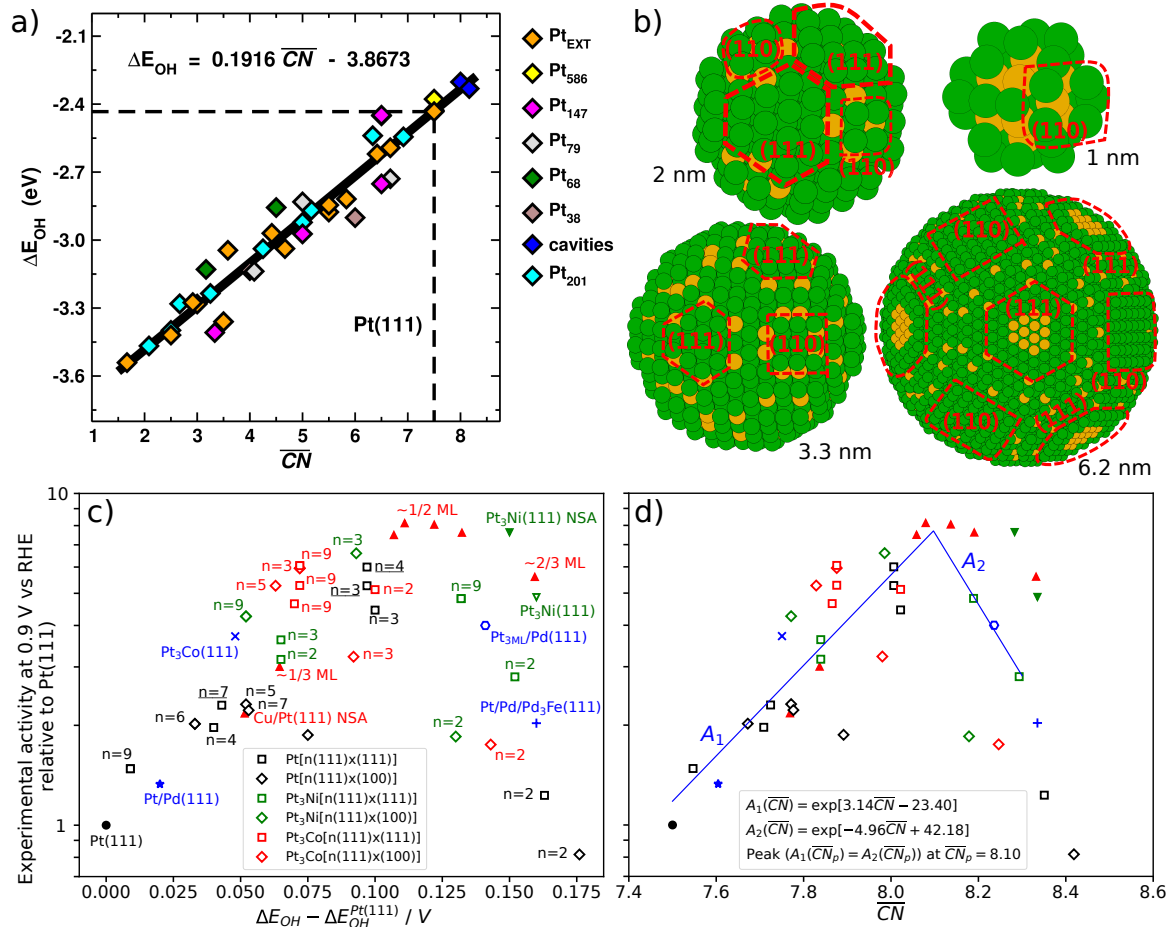 a)
ΔE_OH = 0.1916 C̅N̅ - 3.8673
-2.1
-2.4
-2.7
-3.0
-3.3
-3.6
ΔE_OH (eV)
Pt(111)
1 2 3 4 5 6 7 8
C̅N̅
Pt_EXT
Pt_586
Pt_147
Pt_79
Pt_68
Pt_38
cavities
Pt_201
b)
(110)
(111)
(111)
(110)
2 nm
(110)
1 nm
(111)
(111)
(110)
3.3 nm
(110)
(111)
(111)
(111)
(110)
(110)
(111)
6.2 nm
c)
Experimental activity at 0.9 V vs RHE
relative to Pt(111)
10
1
~1/2 ML
Pt₃Ni(111) NSA
n=3
n=9
n=3
n=4
~2/3 ML
n=5
n=9
n=3
n=2
n=9
n=9
n=9
n=3
Pt₃Ni(111)
Pt₃Co(111)
n=3
n=2
n=3
Pt₃ML/Pd(111)
~1/3 ML
n=2
n=7
n=5
n=7
Pt/Pd/Pd₃Fe(111)
n=6
Cu/Pt(111) NSA
n=4
n=2
n=2
n=9
Pt/Pd(111)
n=2
Pt(111)
n=2
Pt[n(111)x(111)]
Pt[n(111)x(100)]
Pt₃Ni[n(111)x(111)]
Pt₃Ni[n(111)x(100)]
Pt₃Co[n(111)x(111)]
Pt₃Co[n(111)x(100)]
0.000 0.025 0.050 0.075 0.100 0.125 0.150 0.175
ΔE_OH − ΔE_OH^Pt(111) / V
d)
A₂
A₁
A₁(C̅N̅) = exp[3.14C̅N̅ − 23.40]
A₂(C̅N̅) = exp[−4.96C̅N̅ + 42.18]
Peak (A₁(C̅N̅_p) = A₂(C̅N̅_p)) at C̅N̅_p = 8.10
7.4 7.6 7.8 8.0 8.2 8.4 8.6
C̅N̅